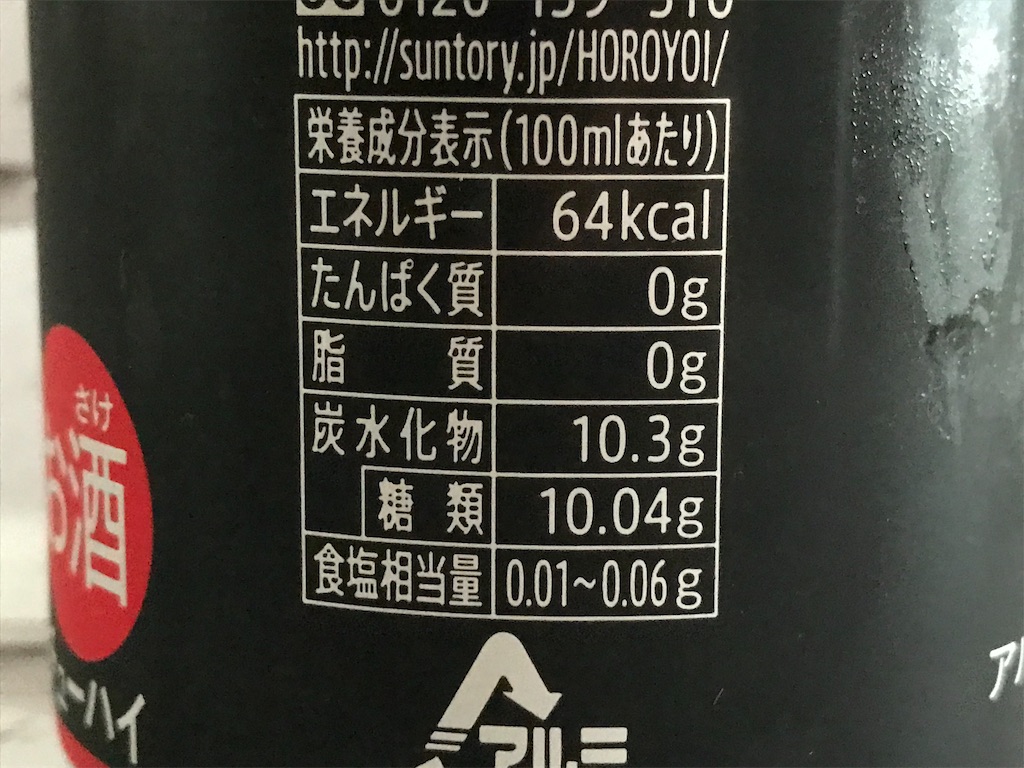 http://suntory.jp/HOROYOI/
栄養成分表示(100mlあたり)
エネルギー 64kcal
たんぱく質 0g
脂質 0g
炭水化物 10.3g
糖類 10.04g
食塩相当量 0.01~0.06g
さけ
お酒
ューハイ
アルミ